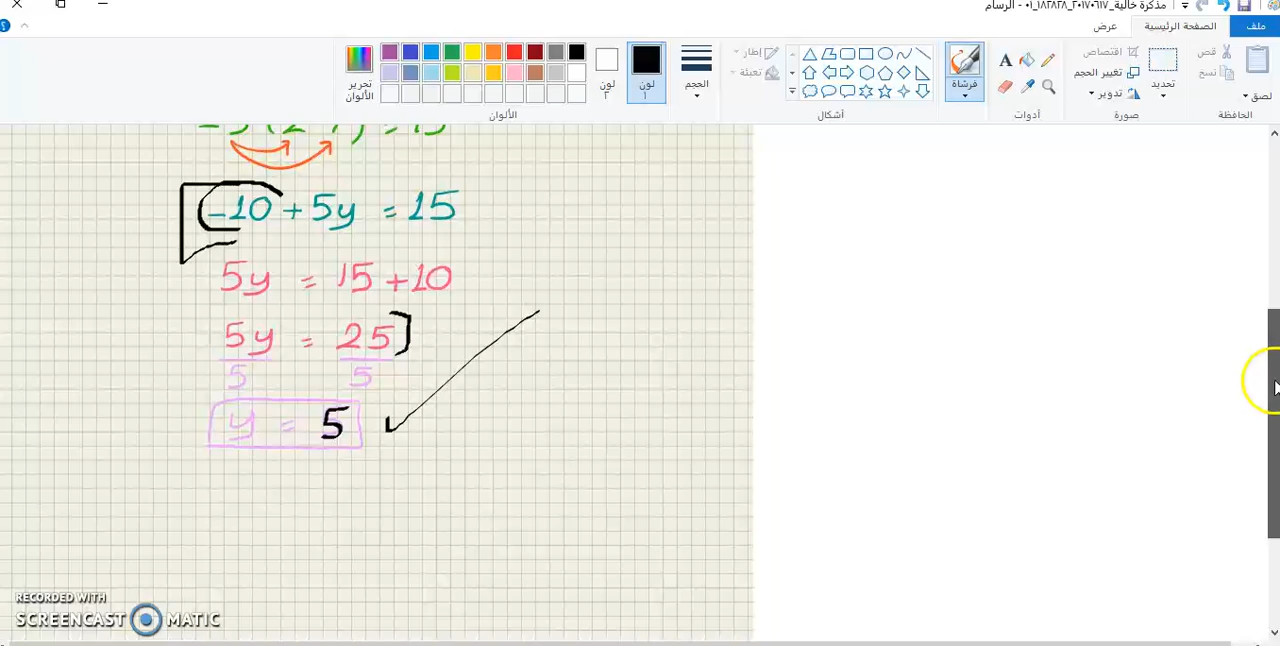 مذكرة خالية_٢٠١٧٠٦١٧_١٨٢٨٢٨_٠١ - الرسام
ملف
الصفحة الرئيسية
عرض
لصق
قص
نسخ
الحافظة
تحديد
اقتصاص
تغيير الحجم
تدوير
صورة
A
أدوات
فرشاة
إطار
تعبئة
أشكال
الحجم
لون ١
لون ٢
تحرير الألوان
الألوان
-10 + 5y = 15
5y = 15 + 10
5y = 25
5 5
y = 5
RECORDED WITH
SCREENCAST MATIC